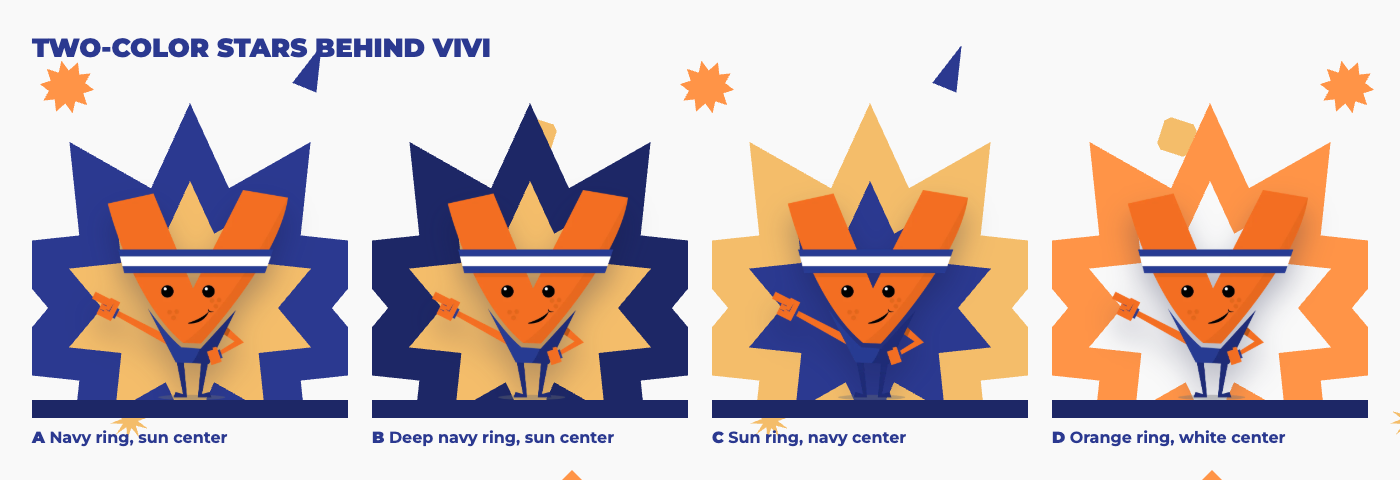 TWO-COLOR STARS BEHIND VIVI
A Navy ring, sun center
B Deep navy ring, sun center
C Sun ring, navy center
D Orange ring, white center